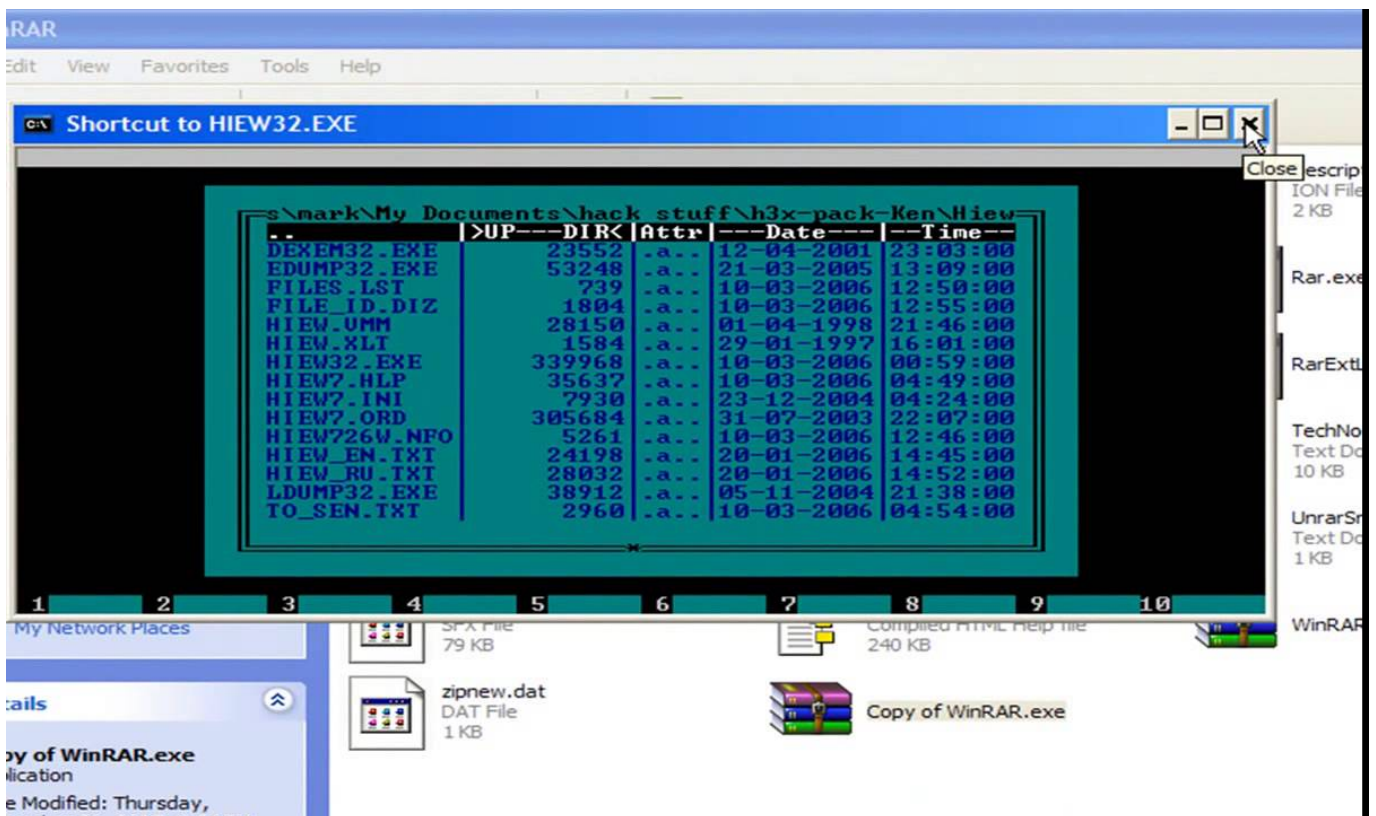 nRAR
Edit View Favorites Tools Help
Shortcut to HIEW32.EXE
Close
s\mark\My Documents\hack stuff\h3x-pack-Ken\Hiew
.. |>UP---DIR<|Attr|---Date---|--Time--
DEXEM32.EXE 23552 .a.. 12-04-2001 23:03:00
EDUMP32.EXE 53248 .a.. 21-03-2005 13:09:00
FILES.LST 739 .a.. 10-03-2006 12:50:00
FILE_ID.DIZ 1804 .a.. 10-03-2006 12:55:00
HIEW.VMM 28150 .a.. 01-04-1998 21:46:00
HIEW.XLT 1584 .a.. 29-01-1997 16:01:00
HIEW32.EXE 339968 .a.. 10-03-2006 00:59:00
HIEW7.HLP 35637 .a.. 10-03-2006 04:49:00
HIEW7.INI 7930 .a.. 23-12-2004 04:24:00
HIEW7.ORD 305684 .a.. 31-07-2003 22:07:00
HIEW726W.NFO 5261 .a.. 10-03-2006 12:46:00
HIEW_EN.TXT 24198 .a.. 20-01-2006 14:45:00
HIEW_RU.TXT 28032 .a.. 20-01-2006 14:52:00
LDUMP32.EXE 38912 .a.. 05-11-2004 21:38:00
TO_SEN.TXT 2960 .a.. 10-03-2006 04:54:00
1 2 3 4 5 6 7 8 9 10
escrip
ION File
2 KB
Rar.exe
RarExtL
TechNo
Text Do
10 KB
UnrarSr
Text Do
1 KB
My Network Places
SFX File
79 KB
Compiled HTML Help file
240 KB
WinRAR
zipnew.dat
DAT File
1 KB
Copy of WinRAR.exe
tails
py of WinRAR.exe
lication
e Modified: Thursday,